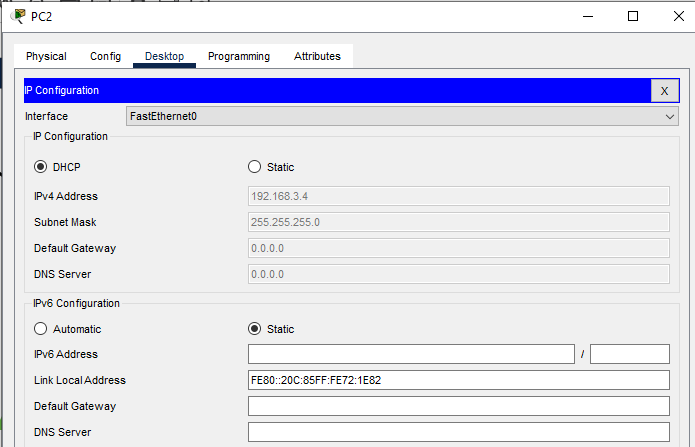 PC2
Physical Config Desktop Programming Attributes
IP Configuration X
Interface FastEthernet0
IP Configuration
DHCP Static
IPv4 Address 192.168.3.4
Subnet Mask 255.255.255.0
Default Gateway 0.0.0.0
DNS Server 0.0.0.0
IPv6 Configuration
Automatic Static
IPv6 Address /
Link Local Address FE80::20C:85FF:FE72:1E82
Default Gateway
DNS Server